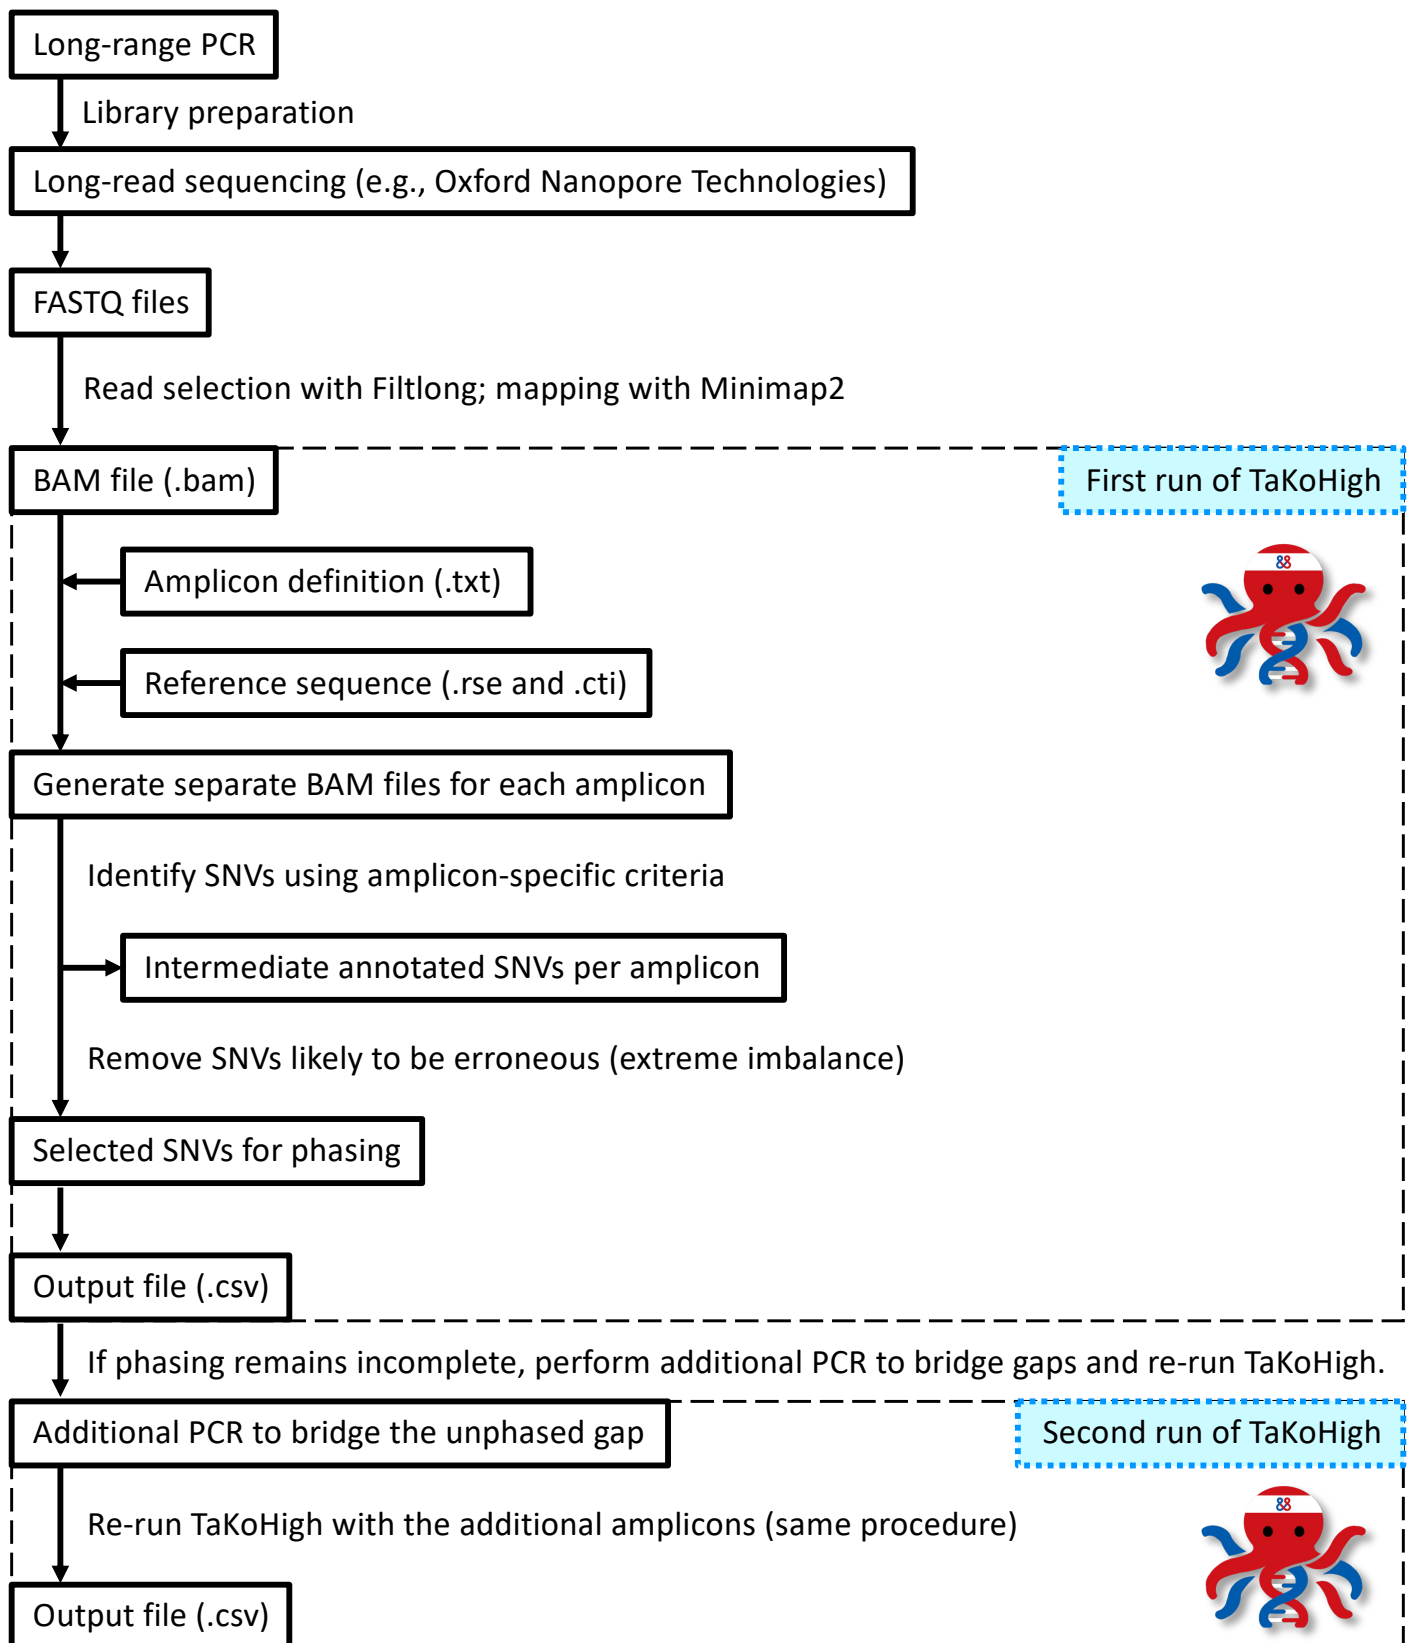 Long-range PCR
Library preparation
Long-read sequencing (e.g., Oxford Nanopore Technologies)
FASTQ files
Read selection with Filtlong; mapping with Minimap2
BAM file (.bam)
First run of TaKoHigh
88
Amplicon definition (.txt)
Reference sequence (.rse and .cti)
Generate separate BAM files for each amplicon
Identify SNVs using amplicon-specific criteria
Intermediate annotated SNVs per amplicon
Remove SNVs likely to be erroneous (extreme imbalance)
Selected SNVs for phasing
Output file (.csv)
If phasing remains incomplete, perform additional PCR to bridge gaps and re-run TaKoHigh.
Additional PCR to bridge the unphased gap
Second run of TaKoHigh
88
Re-run TaKoHigh with the additional amplicons (same procedure)
Output file (.csv)